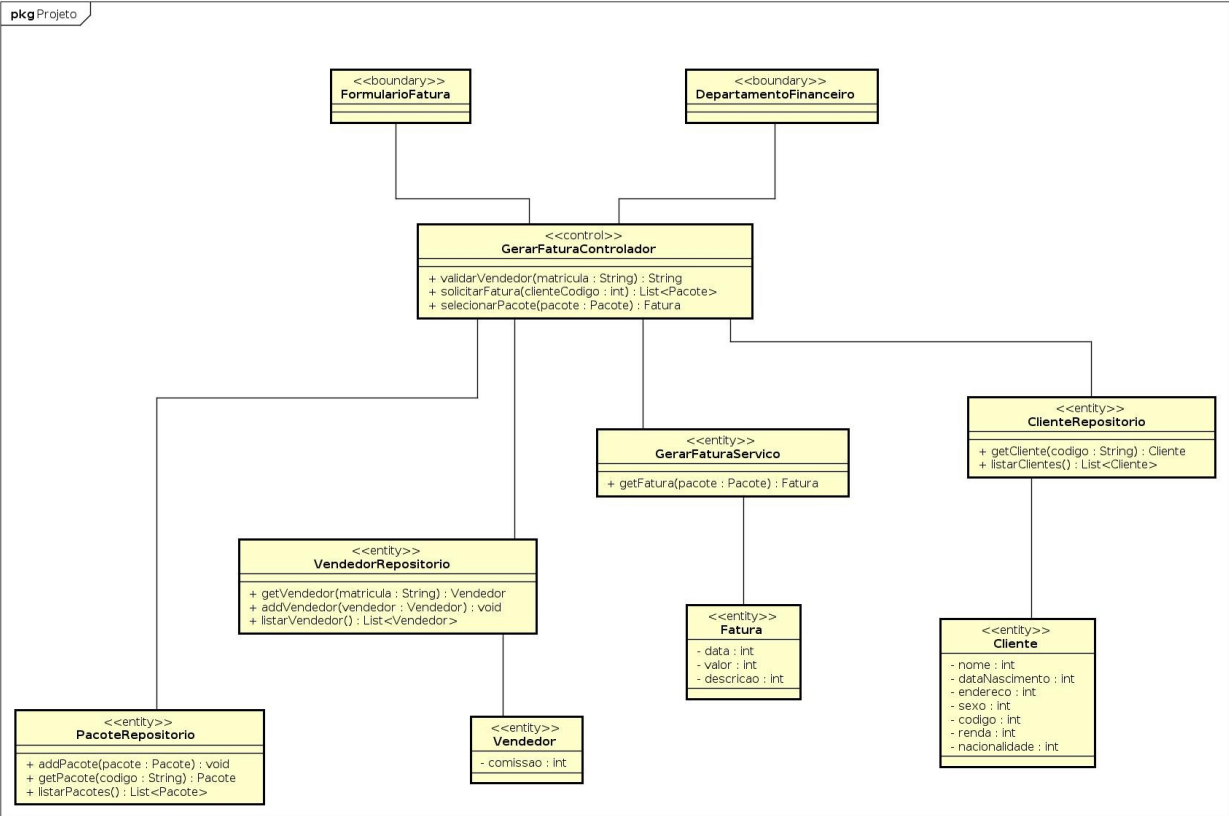 pkg Projeto
<<boundary>>
FormularioFatura
<<boundary>>
DepartamentoFinanceiro
<<control>>
GerarFaturaControlador
+ validarVendedor(matricula : String) : String
+ solicitarFatura(clienteCodigo : int) : List<Pacote>
+ selecionarPacote(pacote : Pacote) : Fatura
<<entity>>
ClienteRepositorio
+ getCliente(codigo : String) : Cliente
+ listarClientes() : List<Cliente>
<<entity>>
GerarFaturaServico
+ getFatura(pacote : Pacote) : Fatura
<<entity>>
VendedorRepositorio
+ getVendedor(matricula : String) : Vendedor
+ addVendedor(vendedor : Vendedor) : void
+ listarVendedor() : List<Vendedor>
<<entity>>
Fatura
- data : int
- valor : int
- descricao : int
<<entity>>
Cliente
- nome : int
- dataNascimento : int
- endereco : int
- sexo : int
- codigo : int
- renda : int
- nacionalidade : int
<<entity>>
PacoteRepositorio
+ addPacote(pacote : Pacote) : void
+ getPacote(codigo : String) : Pacote
+ listarPacotes() : List<Pacote>
<<entity>>
Vendedor
- comissao : int